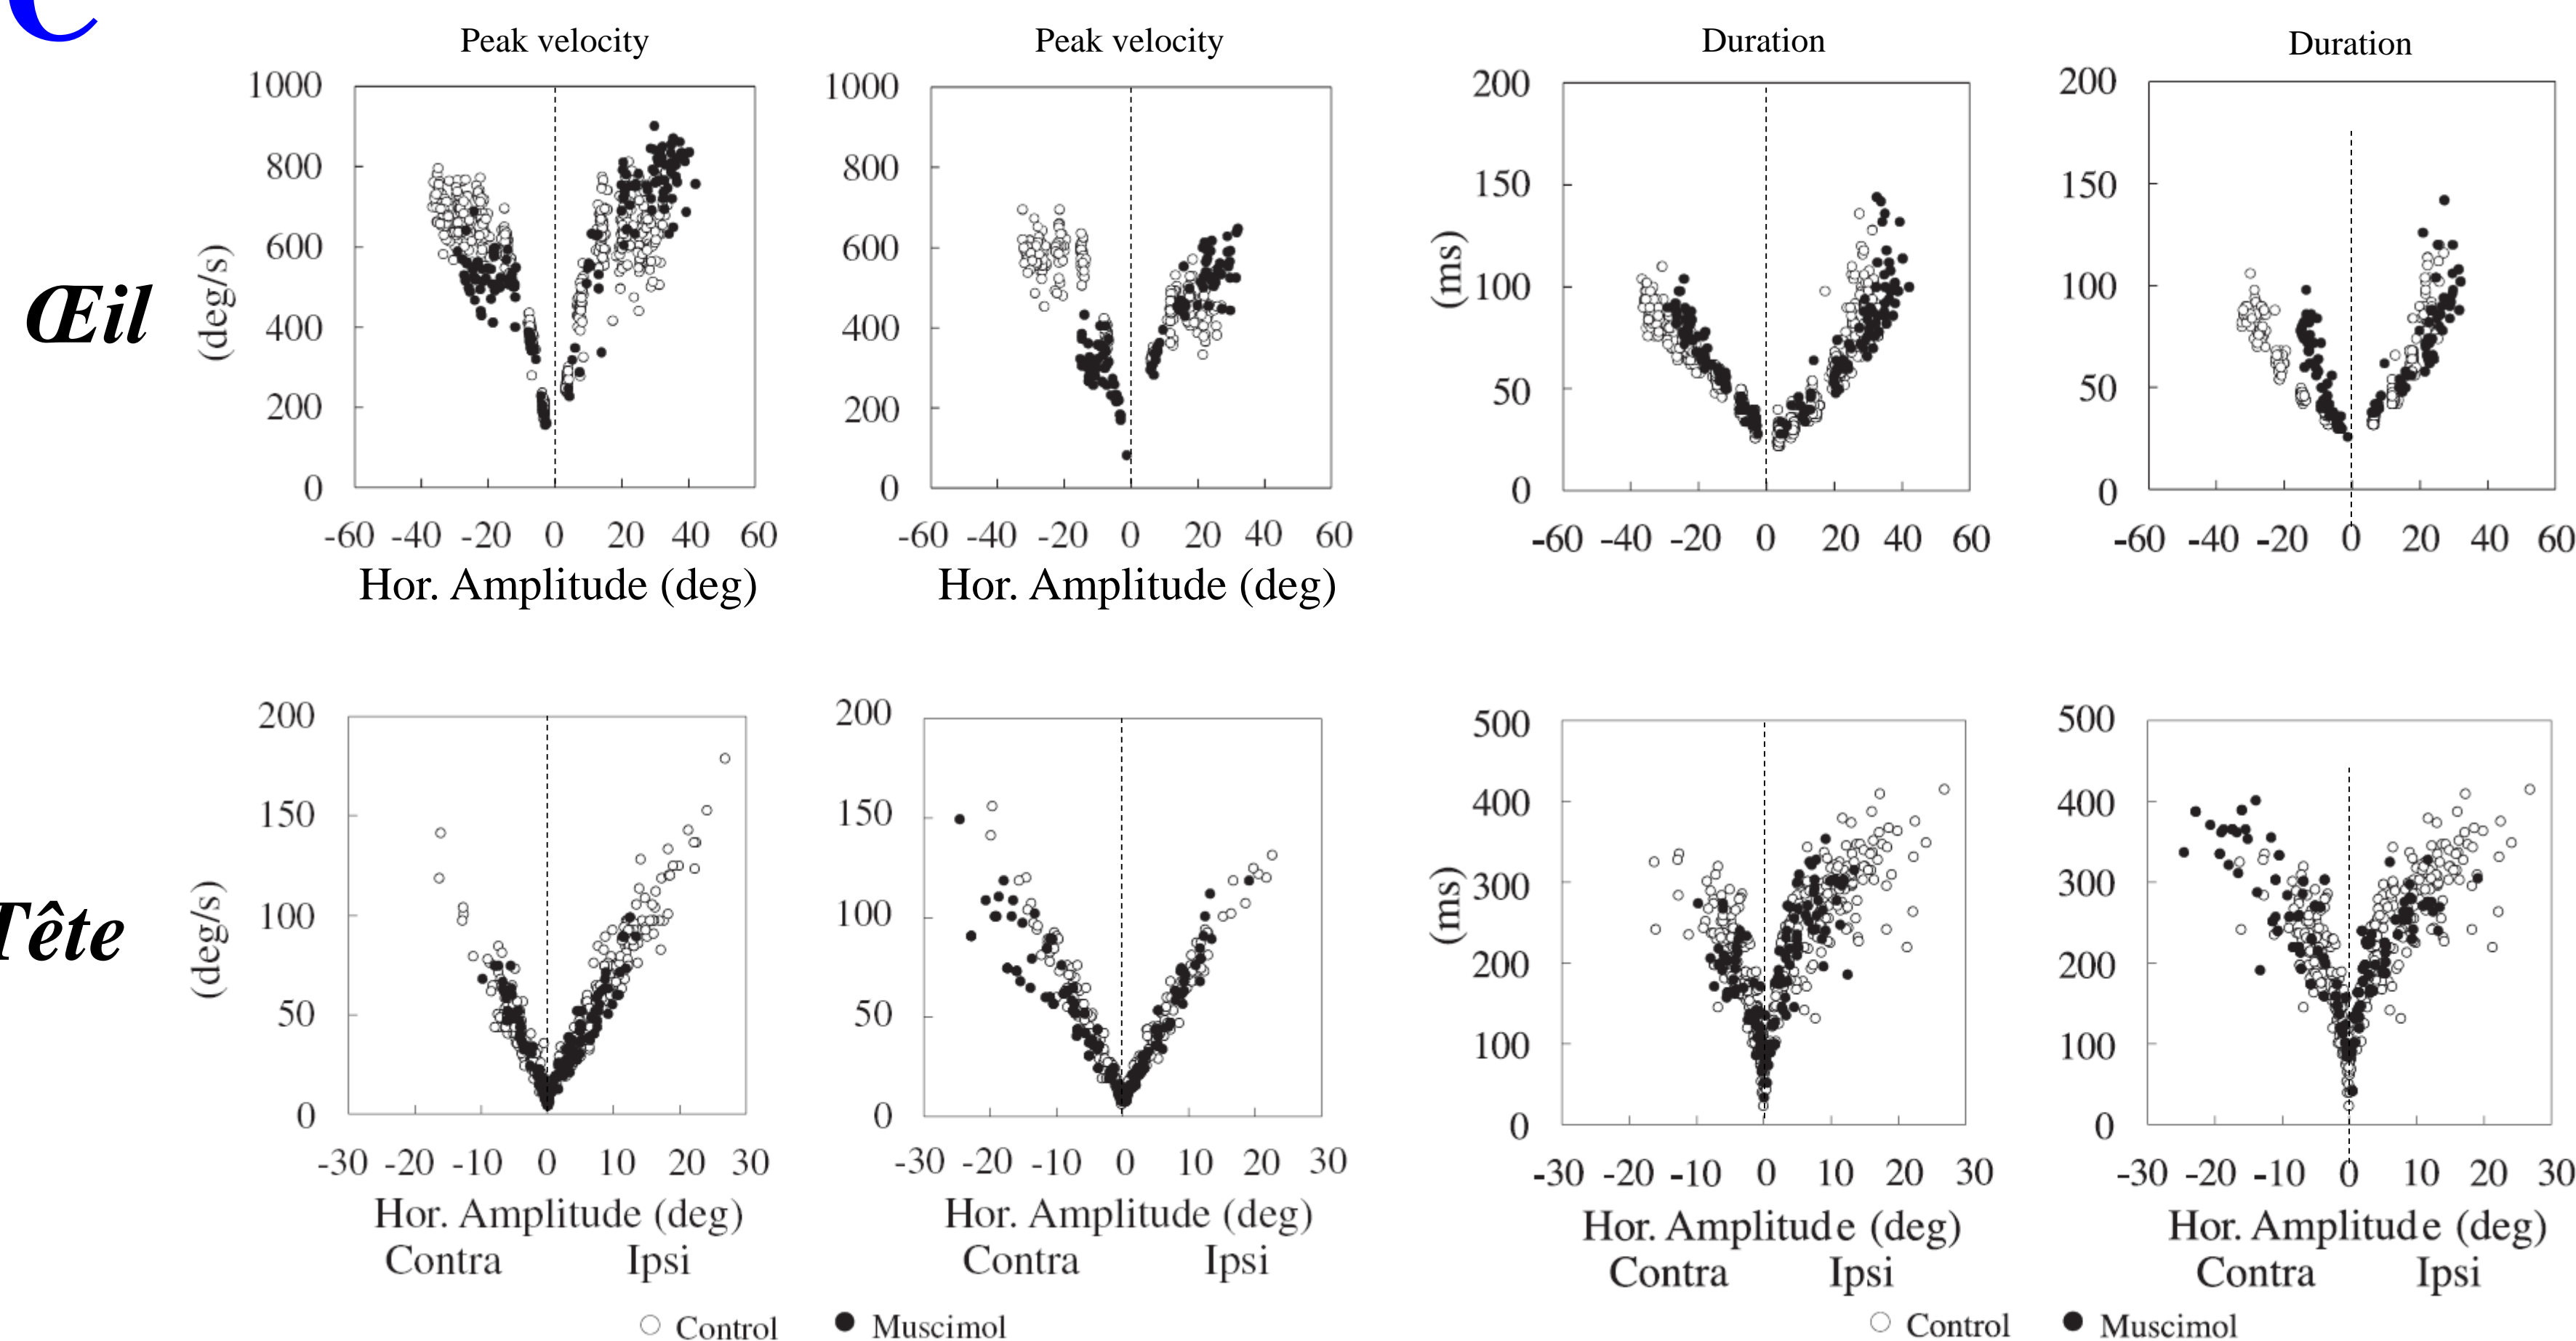 C
Peak velocity Peak velocity Duration Duration
1000 1000 200 200
800 800 150 150
600 600 100 100
400 400 50 50
200 200 0 0
0 0
(deg/s) (ms)
Œil
-60 -40 -20 0 20 40 60 -60 -40 -20 0 20 40 60 -60 -40 -20 0 20 40 60 -60 -40 -20 0 20 40 60
Hor. Amplitude (deg) Hor. Amplitude (deg)
200 200 500 500
150 150 400 400
100 100 300 300
50 50 200 200
0 0 100 100
0 0
(deg/s) (ms)
Tête
-30 -20 -10 0 10 20 30 -30 -20 -10 0 10 20 30 -30 -20 -10 0 10 20 30 -30 -20 -10 0 10 20 30
Hor. Amplitude (deg) Hor. Amplitude (deg) Hor. Amplitude (deg) Hor. Amplitude (deg)
Contra Ipsi Contra Ipsi Contra Ipsi Contra Ipsi
Control Muscimol Control Muscimol